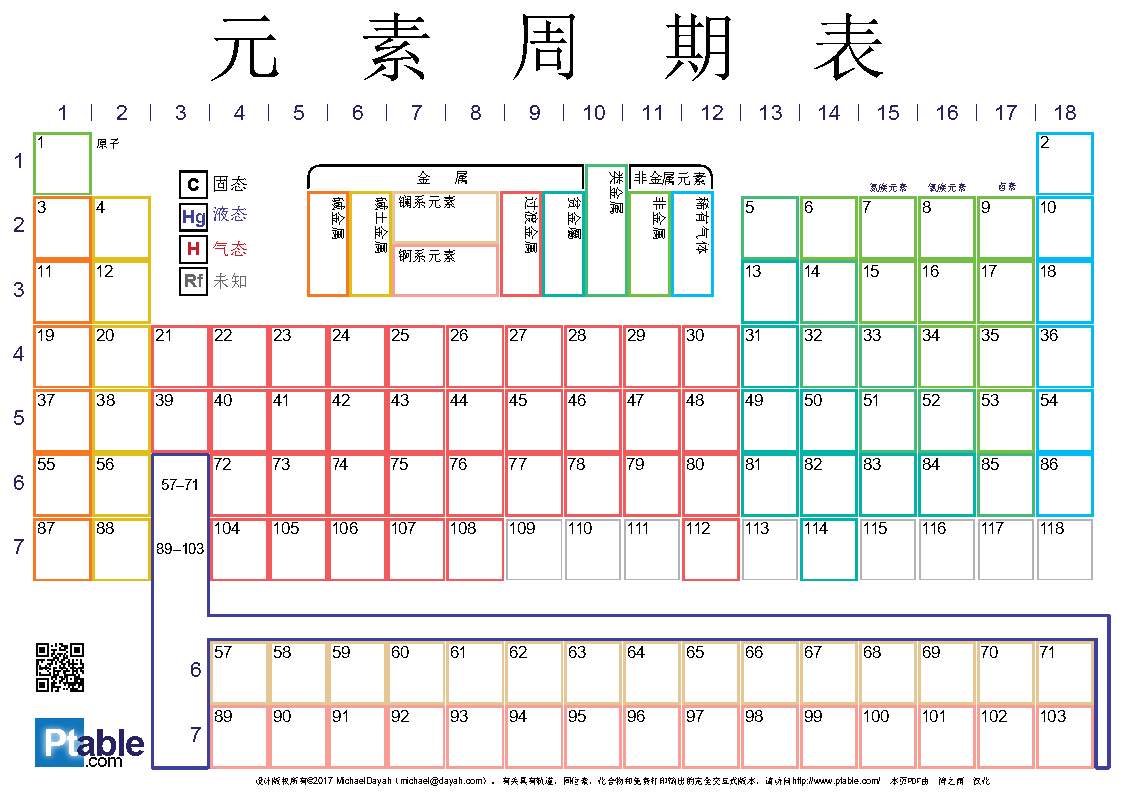 元 素 周 期 表
1 | 2 | 3 | 4 | 5 | 6 | 7 | 8 | 9 | 10 | 11 | 12 | 13 | 14 | 15 | 16 | 17 | 18
1
1
原子
2
C 固态
Hg 液态
H 气态
Rf 未知
金 属
类金属
非金属元素
碱金属
碱土金属
镧系元素
锕系元素
过渡金属
贫金属
非金属
稀有气体
氮族元素 氧族元素 卤素
2
3 4 5 6 7 8 9 10
3
11 12 13 14 15 16 17 18
4
19 20 21 22 23 24 25 26 27 28 29 30 31 32 33 34 35 36
5
37 38 39 40 41 42 43 44 45 46 47 48 49 50 51 52 53 54
6
55 56 57–71 72 73 74 75 76 77 78 79 80 81 82 83 84 85 86
7
87 88 89–103 104 105 106 107 108 109 110 111 112 113 114 115 116 117 118
6
57 58 59 60 61 62 63 64 65 66 67 68 69 70 71
7
89 90 91 92 93 94 95 96 97 98 99 100 101 102 103
Ptable
.com
设计版权所有©2017 MichaelDayah（michael@dayah.com）。有关具有轨道，同位素，化合物和免费打印输出的完全交互式版本，请访问http://www.ptable.com/ 本页PDF由 汉化